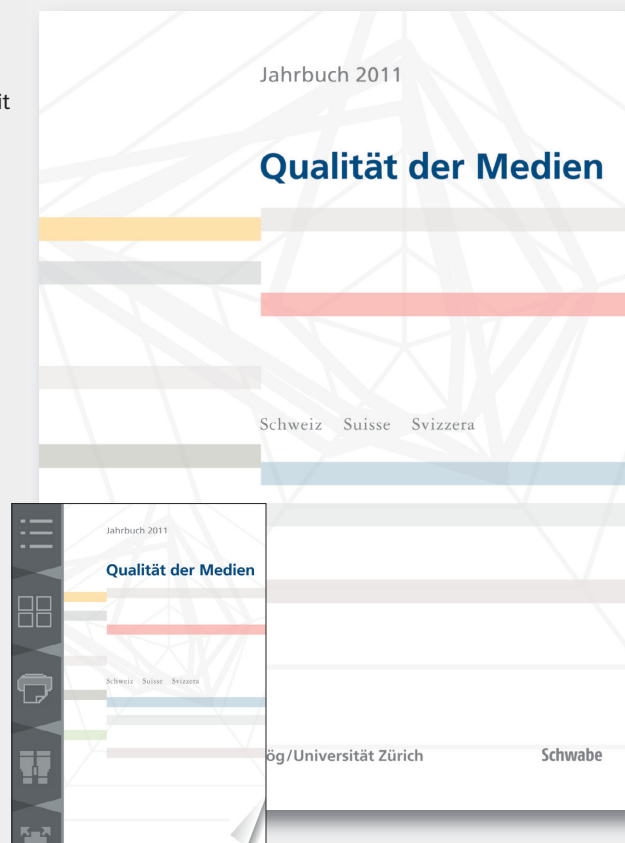 it
Jahrbuch 2011
Qualität der Medien
Schweiz Suisse Svizzera
ög/Universität Zürich
Schwabe
Jahrbuch 2011
Qualität der Medien
Schweiz Suisse Svizzera